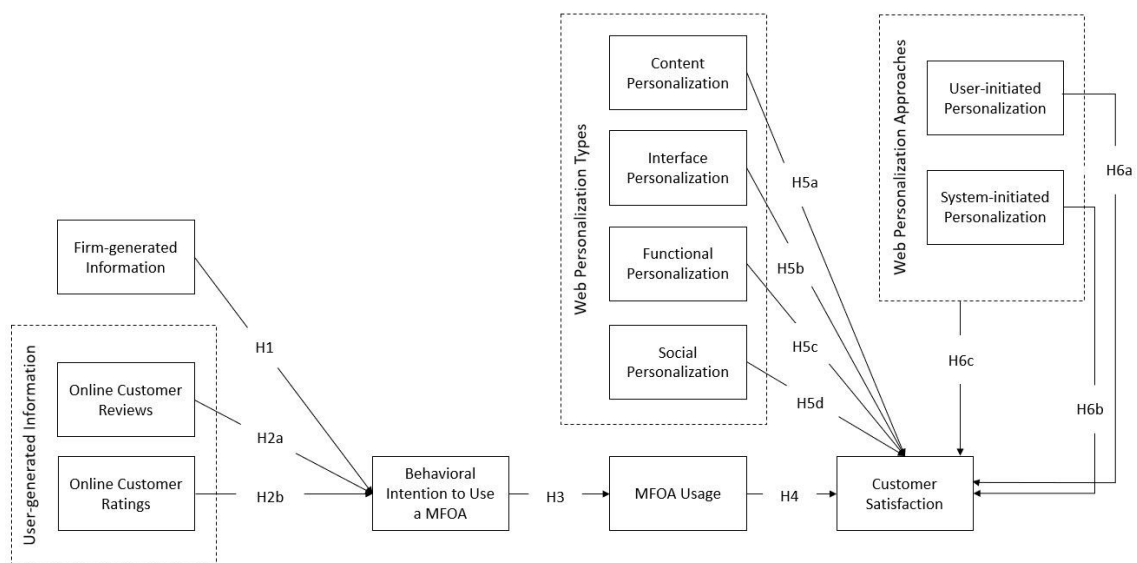 Content
Personalization
Interface
Personalization
Functional
Personalization
Social
Personalization
Web Personalization Types
H5a
H5b
H5c
H5d
Web Personalization Approaches
User-initiated
Personalization
System-initiated
Personalization
H6a
H6b
H6c
Firm-generated
Information
H1
User-generated Information
Online Customer
Reviews
Online Customer
Ratings
H2a
H2b
Behavioral
Intention to Use
a MFOA
H3
MFOA Usage
H4
Customer
Satisfaction